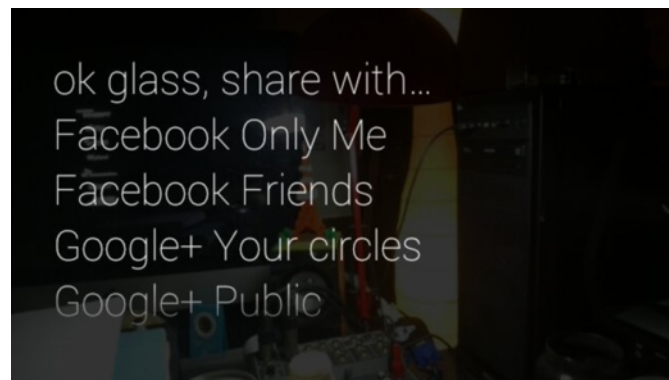 ok glass, share with...
Facebook Only Me
Facebook Friends
Google+ Your circles
Google+ Public